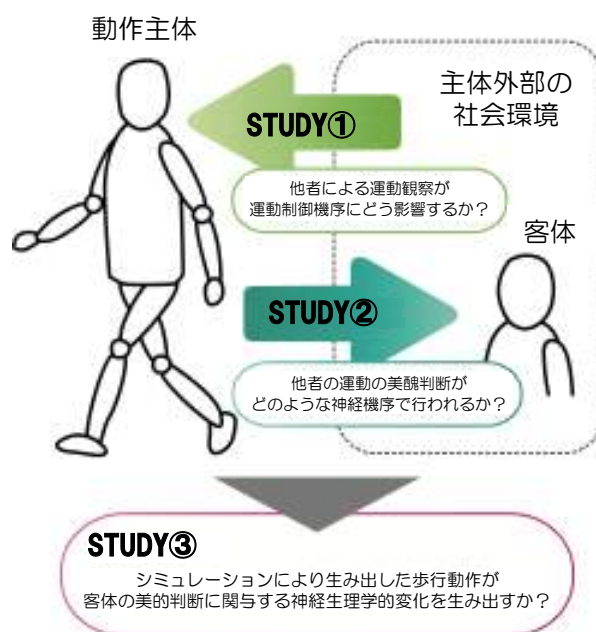 動作主体
主体外部の
社会環境
STUDY①
他者による運動観察が
運動制御機序にどう影響するか？
客体
STUDY②
他者の運動の美醜判断が
どのような神経機序で行われるか？
STUDY③
シミュレーションにより生み出した歩行動作が
客体の美的判断に関与する神経生理学的変化を生み出すか？